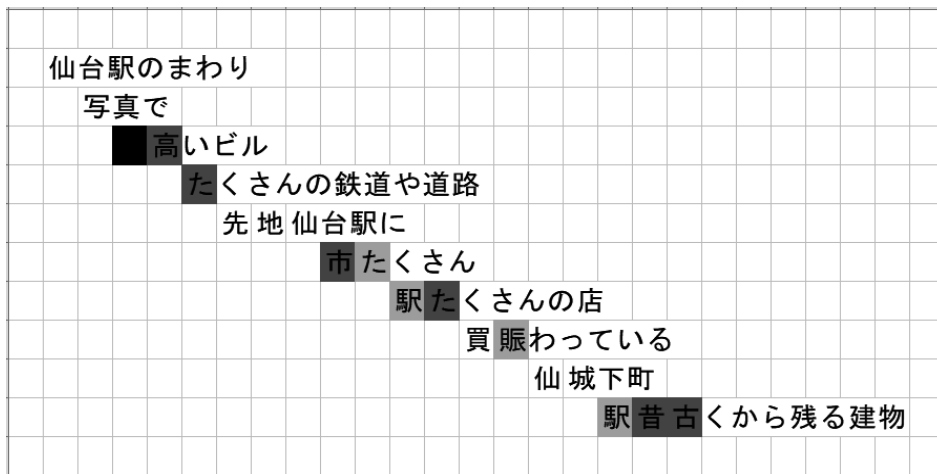 仙台駅のまわり
写真で
高いビル
たくさんの鉄道や道路
先 地 仙台駅に
市 たくさん
駅 たくさんの店
買 賑わっている
仙 城下町
駅 昔 古くから残る建物